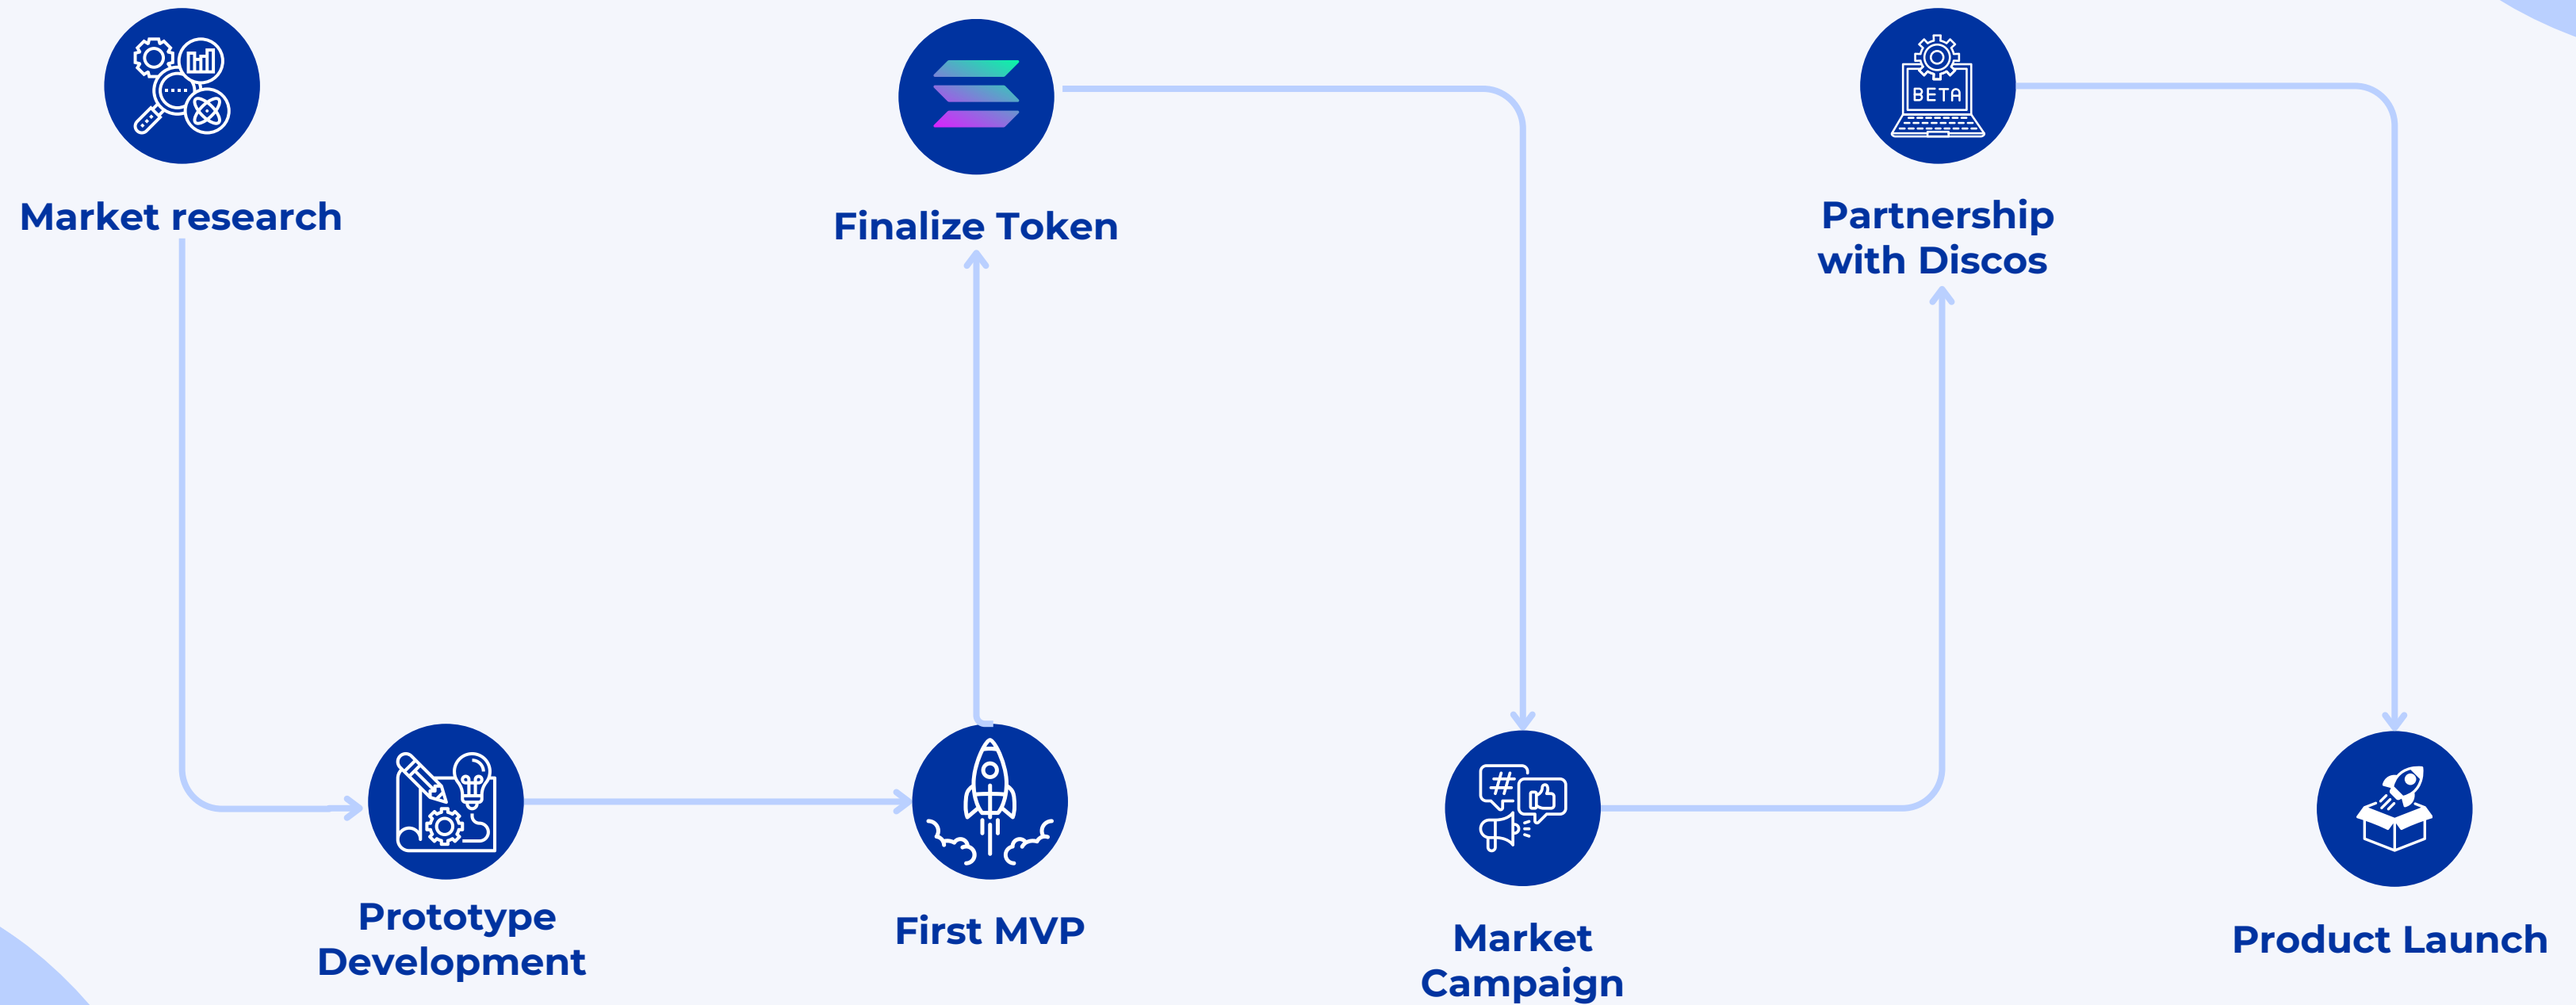 Market research
Prototype
Development
First MVP
Finalize Token
#
Market
Campaign
BETA
Partnership
with Discos
Product Launch